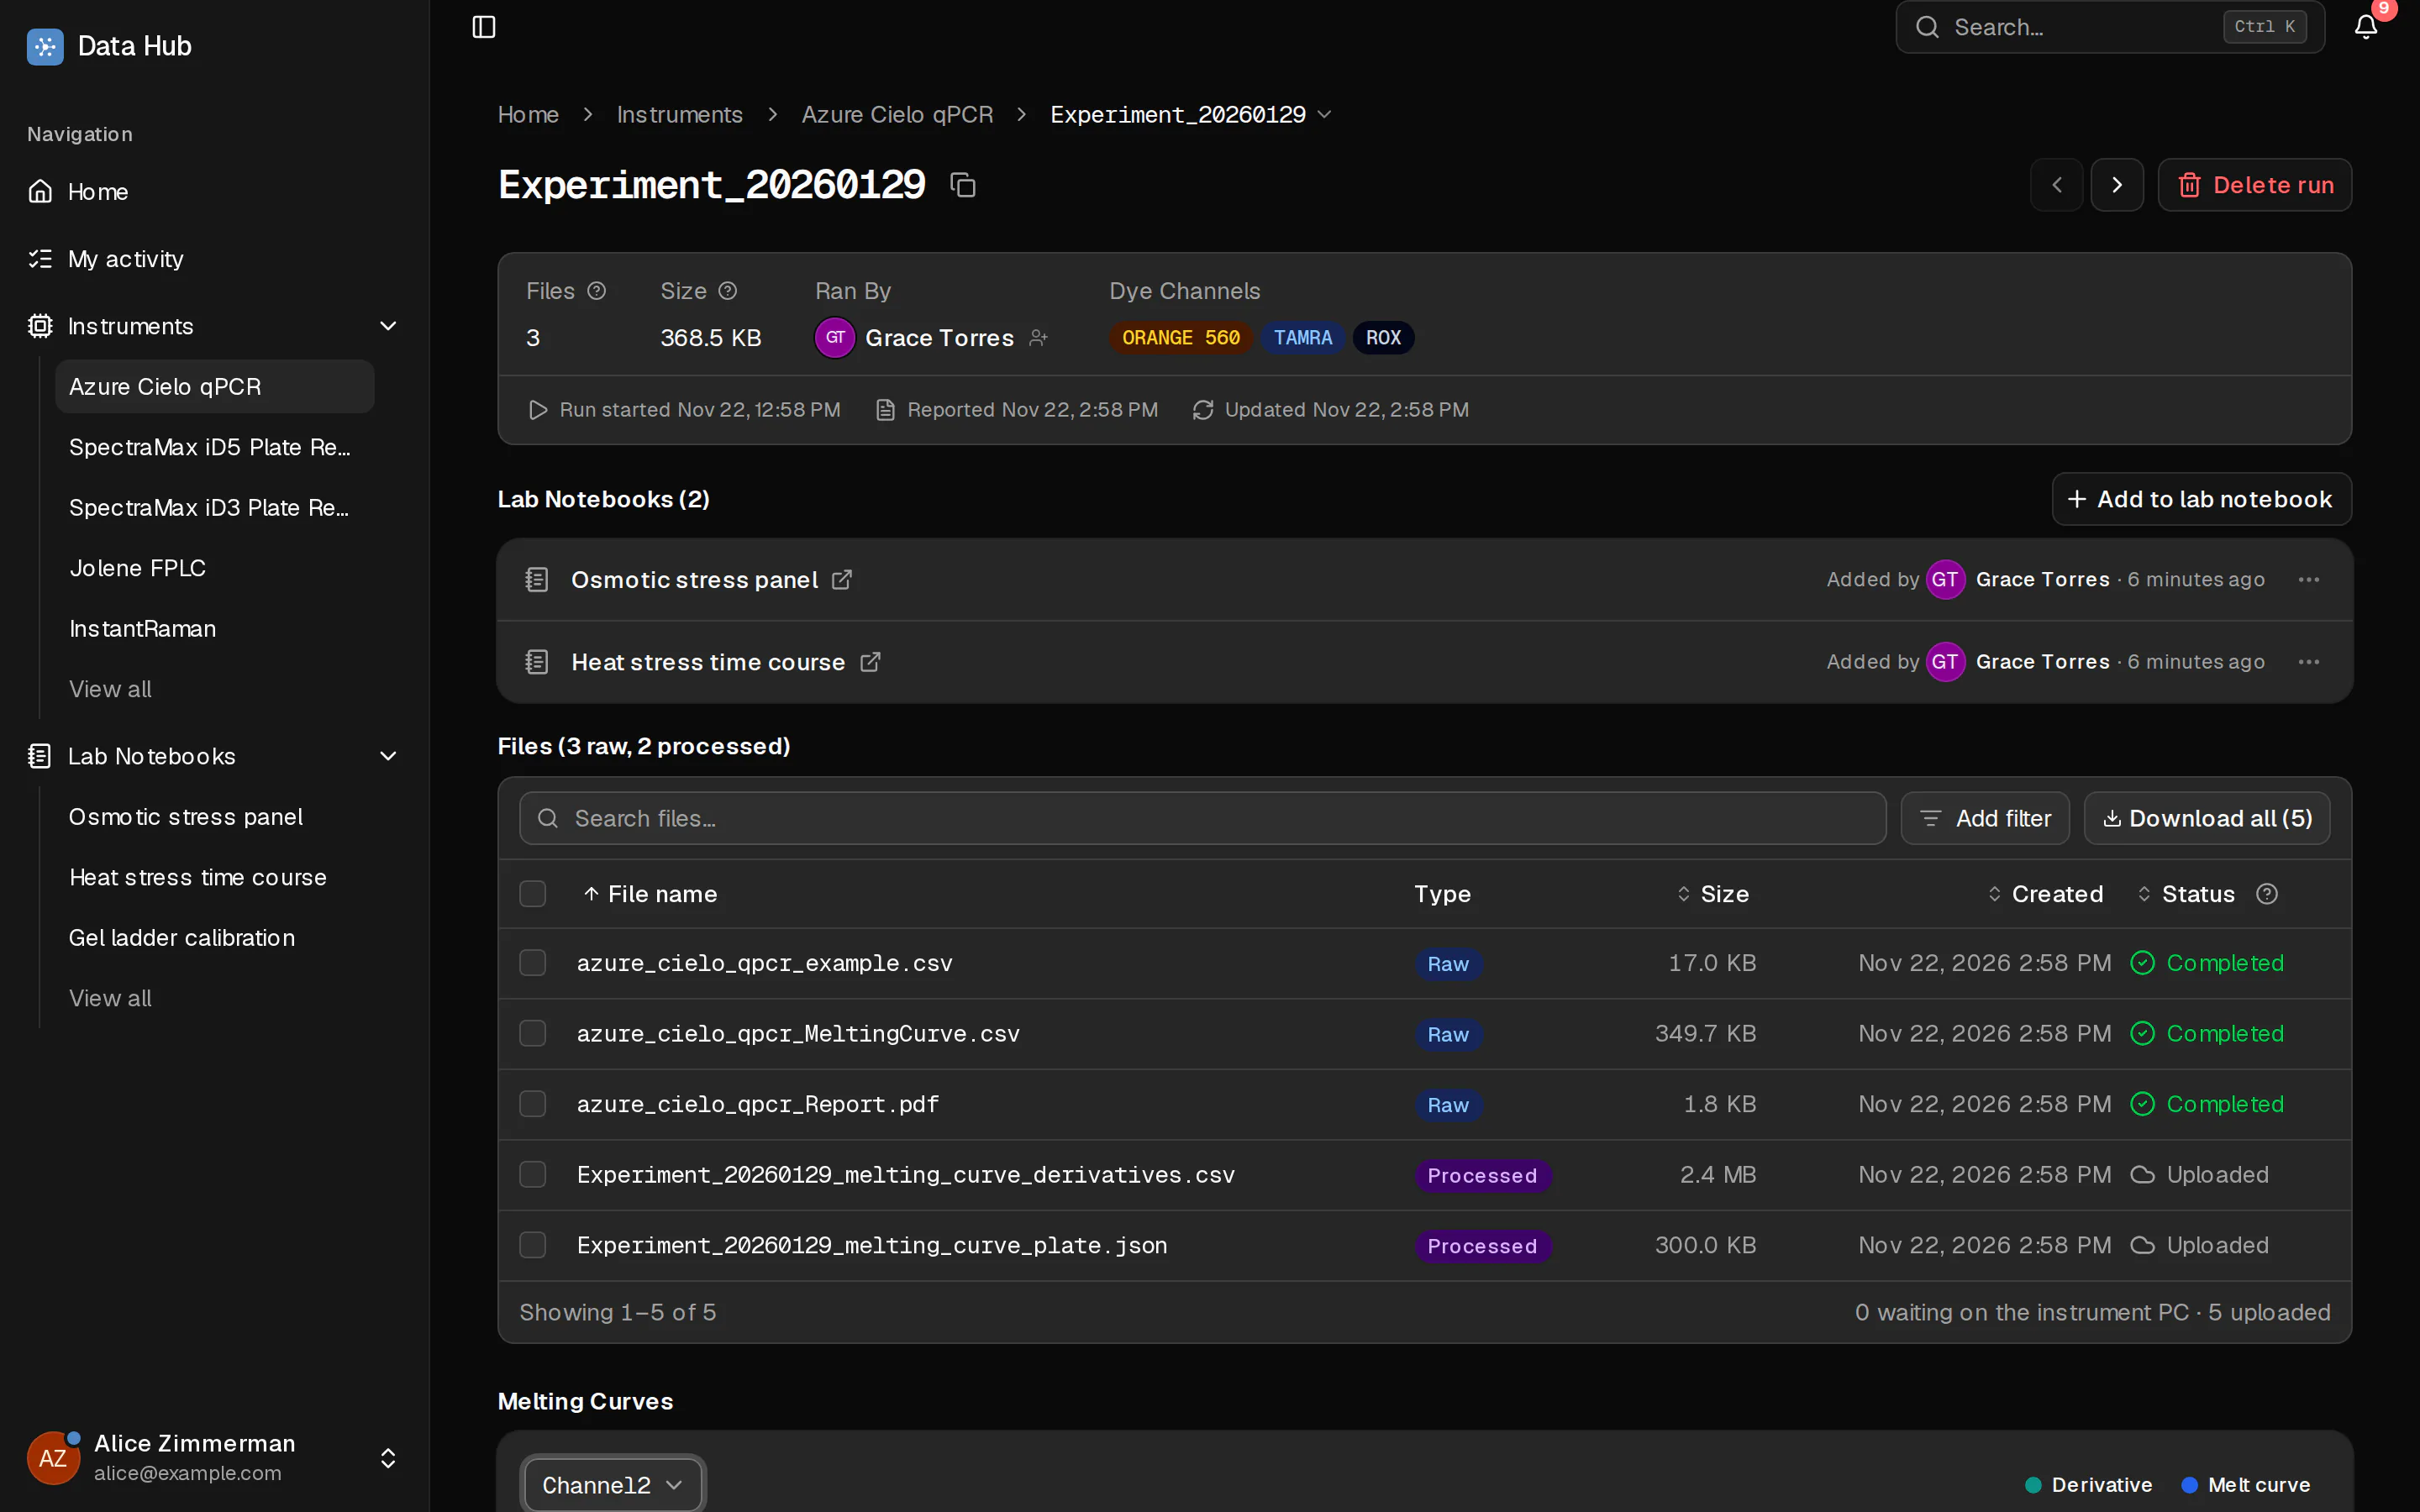 Data Hub
Search...
Ctrl K
9
Navigation
Home
My activity
Instruments
Azure Cielo qPCR
SpectraMax iD5 Plate Re...
SpectraMax iD3 Plate Re...
Jolene FPLC
InstantRaman
View all
Lab Notebooks
Osmotic stress panel
Heat stress time course
Gel ladder calibration
View all
AZ
Alice Zimmerman
alice@example.com
Home > Instruments > Azure Cielo qPCR > Experiment_20260129
Experiment_20260129
Delete run
Files Size Ran By Dye Channels
3 368.5 KB GT Grace Torres ORANGE 560 TAMRA ROX
Run started Nov 22, 12:58 PM Reported Nov 22, 2:58 PM Updated Nov 22, 2:58 PM
Lab Notebooks (2)
Add to lab notebook
Osmotic stress panel Added by GT Grace Torres · 6 minutes ago
Heat stress time course Added by GT Grace Torres · 6 minutes ago
Files (3 raw, 2 processed)
Search files... Add filter Download all (5)
File name Type Size Created Status
azure_cielo_qpcr_example.csv Raw 17.0 KB Nov 22, 2026 2:58 PM Completed
azure_cielo_qpcr_MeltingCurve.csv Raw 349.7 KB Nov 22, 2026 2:58 PM Completed
azure_cielo_qpcr_Report.pdf Raw 1.8 KB Nov 22, 2026 2:58 PM Completed
Experiment_20260129_melting_curve_derivatives.csv Processed 2.4 MB Nov 22, 2026 2:58 PM Uploaded
Experiment_20260129_melting_curve_plate.json Processed 300.0 KB Nov 22, 2026 2:58 PM Uploaded
Showing 1–5 of 5 0 waiting on the instrument PC · 5 uploaded
Melting Curves
Channel2 Derivative Melt curve